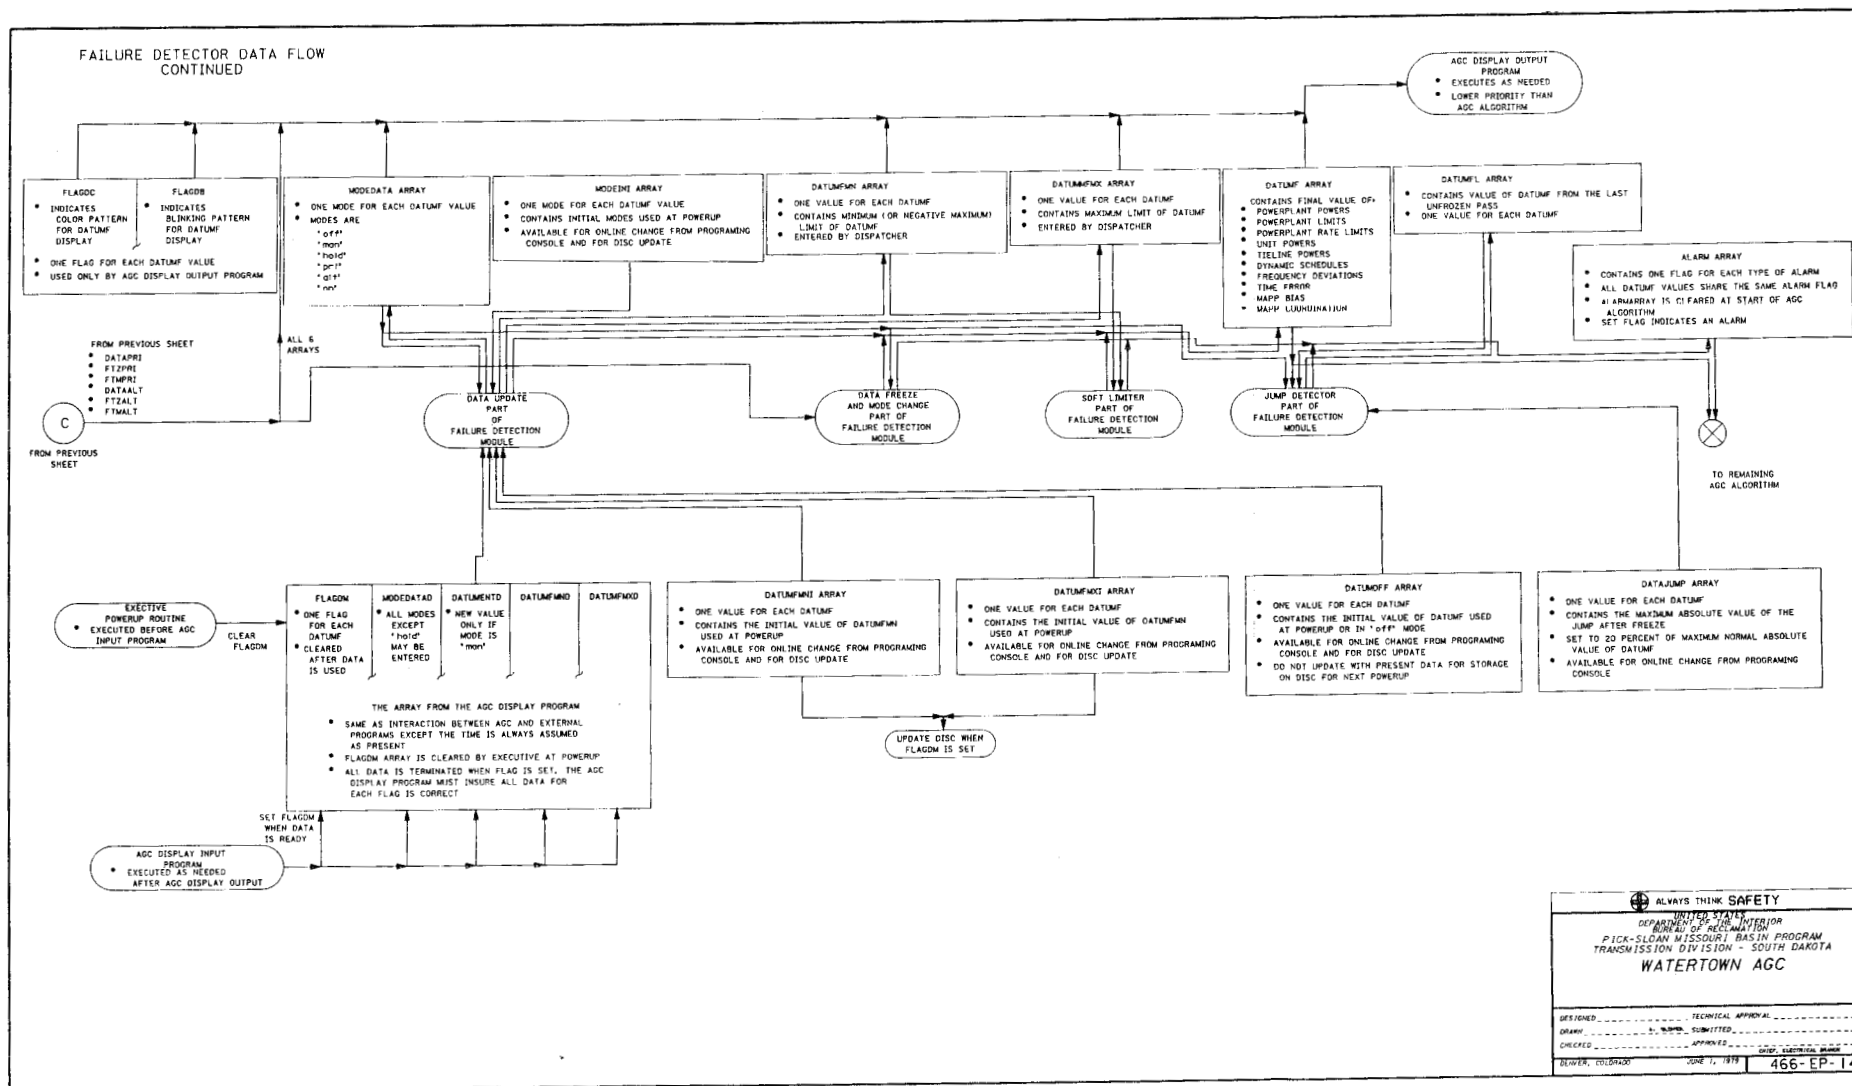 FAILURE DETECTOR DATA FLOW
CONTINUED
AGC DISPLAY OUTPUT
PROGRAM
• EXECUTES AS NEEDED
• LOWER PRIORITY THAN
AGC ALGORITHM
FLAGDC
• INDICATES
COLOR PATTERN
FOR DATUMF
DISPLAY
FLAGDB
• INDICATES
BLINKING PATTERN
FOR DATUMF
DISPLAY
• ONE FLAG FOR EACH DATUMF VALUE
• USED ONLY BY AGC DISPLAY OUTPUT PROGRAM
MODEDATA ARRAY
• ONE MODE FOR EACH DATUMF VALUE
• MODES ARE
"off"
"man"
"hold"
"pri"
"alt"
"on"
MODEINI ARRAY
• ONE MODE FOR EACH DATUMF VALUE
• CONTAINS INITIAL MODES USED AT POWERUP
• AVAILABLE FOR ONLINE CHANGE FROM PROGRAMING
CONSOLE AND FOR DISC UPDATE
DATUMFMN ARRAY
• ONE VALUE FOR EACH DATUMF
• CONTAINS MINIMUM (OR NEGATIVE MAXIMUM)
LIMIT OF DATUMF
• ENTERED BY DISPATCHER
DATUMMFMX ARRAY
• ONE VALUE FOR EACH DATUMF
• CONTAINS MAXIMUM LIMIT OF DATUMF
• ENTERED BY DISPATCHER
DATUMF ARRAY
CONTAINS FINAL VALUE OF:
• POWERPLANT POWERS
• POWERPLANT LIMITS
• POWERPLANT RATE LIMITS
• UNIT POWERS
• TIELINE POWERS
• DYNAMIC SCHEDULES
• FREQUENCY DEVIATIONS
• TIME ERROR
• MAPP BIAS
• MAPP COORDINATION
DATUMFL ARRAY
• CONTAINS VALUE OF DATUMF FROM THE LAST
UNFROZEN PASS
• ONE VALUE FOR EACH DATUMF
ALARM ARRAY
• CONTAINS ONE FLAG FOR EACH TYPE OF ALARM
• ALL DATUMF VALUES SHARE THE SAME ALARM FLAG
• ALARMARRAY IS CLEARED AT START OF AGC
ALGORITHM
• SET FLAG INDICATES AN ALARM
FROM PREVIOUS SHEET
• DATAPRI
• FTZPRI
• FTMPRI
• DATAALT
• FTZALT
• FTMALT
ALL 6
ARRAYS
C
FROM PREVIOUS
SHEET
DATA UPDATE
PART
OF
FAILURE DETECTION
MODULE
DATA FREEZE
AND MODE CHANGE
PART OF
FAILURE DETECTION
MODULE
SOFT LIMITER
PART OF
FAILURE DETECTION
MODULE
JUMP DETECTOR
PART OF
FAILURE DETECTION
MODULE
TO REMAINING
AGC ALGORITHM
EXECTIVE
POWERUP ROUTINE
• EXECUTED BEFORE AGC
INPUT PROGRAM
CLEAR
FLAGDM
FLAGDM
• ONE FLAG
FOR EACH
DATUMF
• CLEARED
AFTER DATA
IS USED
MODEDATAD
• ALL MODES
EXCEPT
"hold"
MAY BE
ENTERED
DATUMENTD
• NEW VALUE
ONLY IF
MODE IS
"man"
DATUMFMND
DATUMFMXD
THE ARRAY FROM THE AGC DISPLAY PROGRAM
• SAME AS INTERACTION BETWEEN AGC AND EXTERNAL
PROGRAMS EXCEPT THE TIME IS ALWAYS ASSUMED
AS PRESENT
• FLAGDM ARRAY IS CLEARED BY EXECUTIVE AT POWERUP
• ALL DATA IS TERMINATED WHEN FLAG IS SET. THE AGC
DISPLAY PROGRAM MUST INSURE ALL DATA FOR
EACH FLAG IS CORRECT
DATUMFMNI ARRAY
• ONE VALUE FOR EACH DATUMF
• CONTAINS THE INITIAL VALUE OF DATUMFMN
USED AT POWERUP
• AVAILABLE FOR ONLINE CHANGE FROM PROGRAMING
CONSOLE AND FOR DISC UPDATE
DATUMFMXI ARRAY
• ONE VALUE FOR EACH DATUMF
• CONTAINS THE INITIAL VALUE OF DATUMFMN
USED AT POWERUP
• AVAILABLE FOR ONLINE CHANGE FROM PROGRAMING
CONSOLE AND FOR DISC UPDATE
UPDATE DISC WHEN
FLAGDM IS SET
DATUMOFF ARRAY
• ONE VALUE FOR EACH DATUMF
• CONTAINS THE INITIAL VALUE OF DATUMF USED
AT POWERUP OR IN "off" MODE
• AVAILABLE FOR ONLINE CHANGE FROM PROGRAMING
CONSOLE AND FOR DISC UPDATE
• DO NOT UPDATE WITH PRESENT DATA FOR STORAGE
ON DISC FOR NEXT POWERUP
DATAJUMP ARRAY
• ONE VALUE FOR EACH DATUMF
• CONTAINS THE MAXIMUM ABSOLUTE VALUE OF THE
JUMP AFTER FREEZE
• SET TO 20 PERCENT OF MAXIMUM NORMAL ABSOLUTE
VALUE OF DATUMF
• AVAILABLE FOR ONLINE CHANGE FROM PROGRAMING
CONSOLE
SET FLAGDM
WHEN DATA
IS READY
AGC DISPLAY INPUT
PROGRAM
• EXECUTED AS NEEDED
AFTER AGC DISPLAY OUTPUT
ALWAYS THINK SAFETY
UNITED STATES
DEPARTMENT OF THE INTERIOR
BUREAU OF RECLAMATION
PICK-SLOAN MISSOURI BASIN PROGRAM
TRANSMISSION DIVISION - SOUTH DAKOTA
WATERTOWN AGC
DESIGNED TECHNICAL APPROVAL
DRAWN SUBMITTED
CHECKED APPROVED
CHIEF, ELECTRICAL BRANCH
DENVER, COLORADO JUNE 1, 1979 466-EP-14